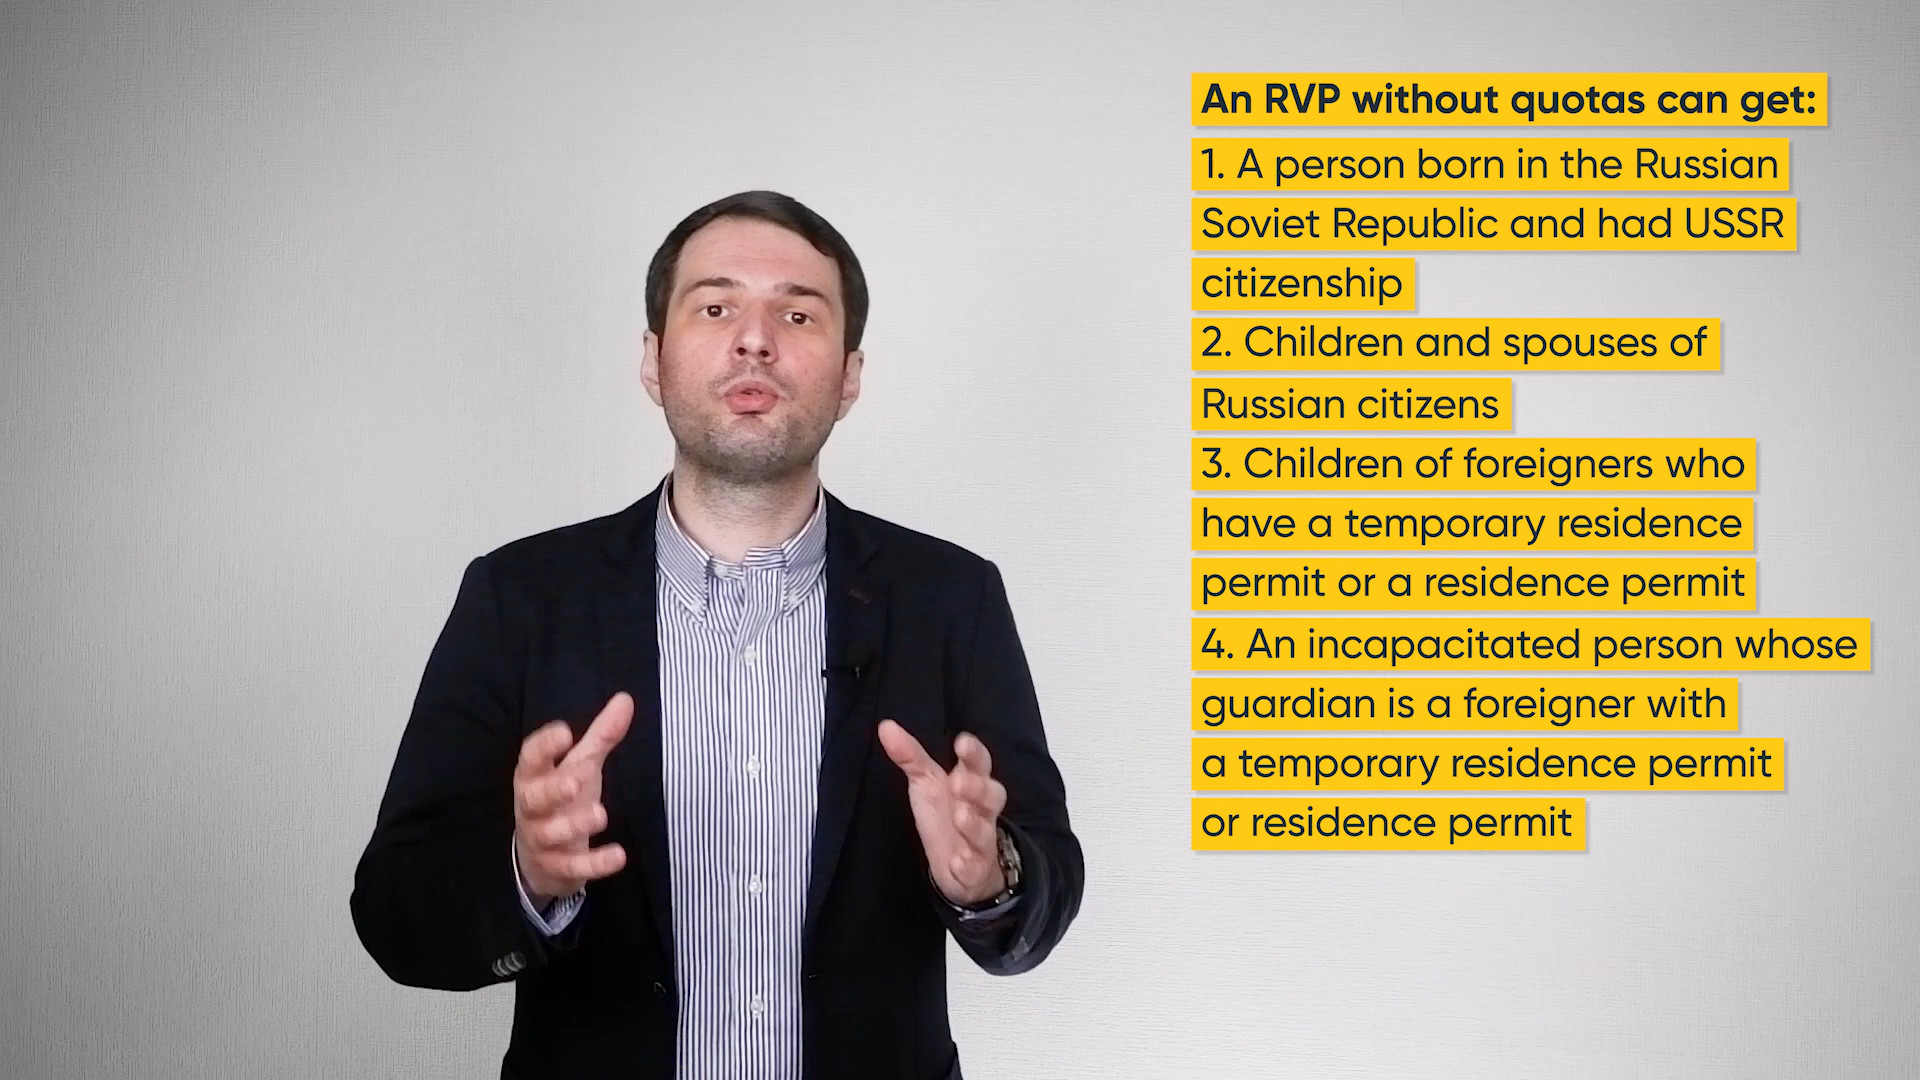 An RVP without quotas can get:
1. A person born in the Russian
Soviet Republic and had USSR
citizenship
2. Children and spouses of
Russian citizens
3. Children of foreigners who
have a temporary residence
permit or a residence permit
4. An incapacitated person whose
guardian is a foreigner with
a temporary residence permit
or residence permit